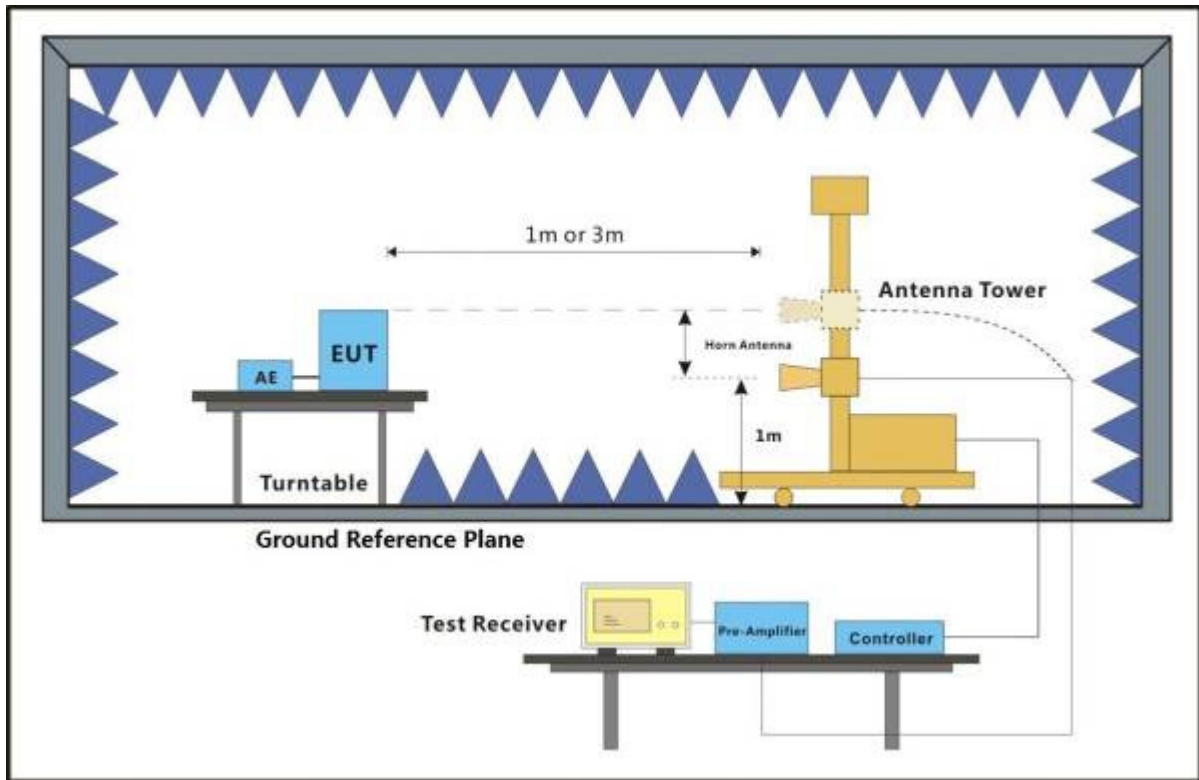 1m or 3m
Antenna Tower
Horn Antenna
EUT
AE
1m
Turntable
Ground Reference Plane
Test Receiver
Pre-Amplifier
Controller